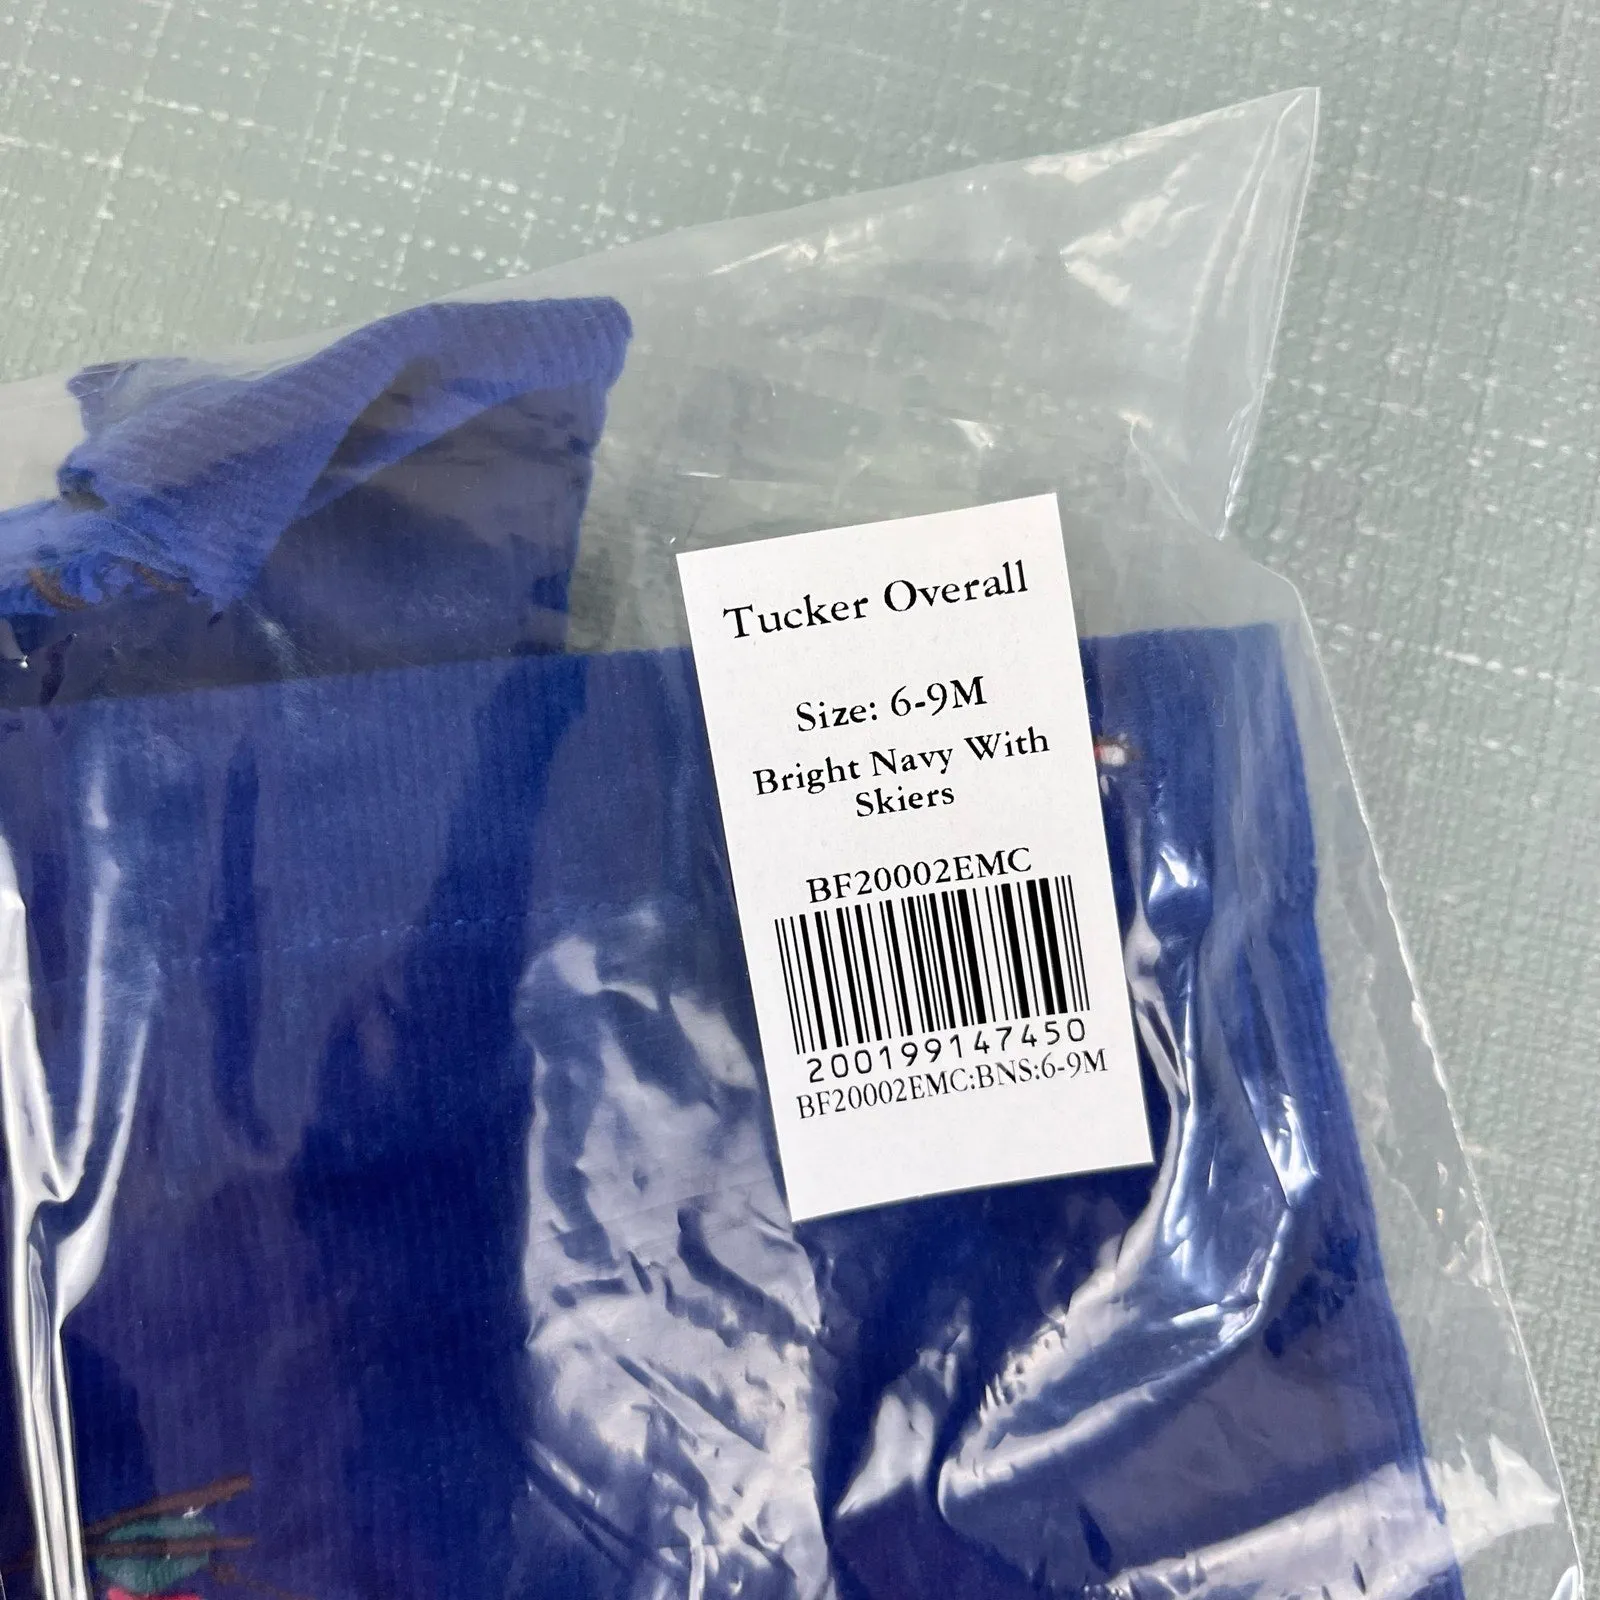 Tucker Overall
Size: 6-9M
Bright Navy With
Skiers
BF20002EMC
200199147450
BF20002EMC:BNS:6-9M